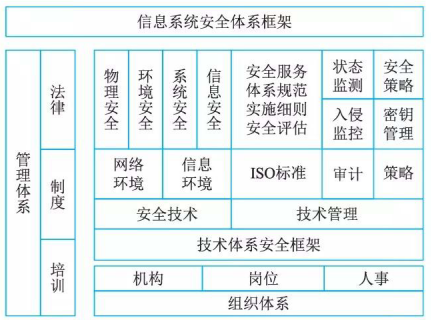 信息系统安全体系框架
管理体系
法律
制度
培训
物理安全
环境安全
系统安全
信息安全
安全服务
体系规范
实施细则
安全评估
状态
监测
安全
策略
入侵
监控
密钥
管理
网络
环境
信息
环境
ISO标准
审计
策略
安全技术
技术管理
技术体系安全框架
机构
岗位
人事
组织体系